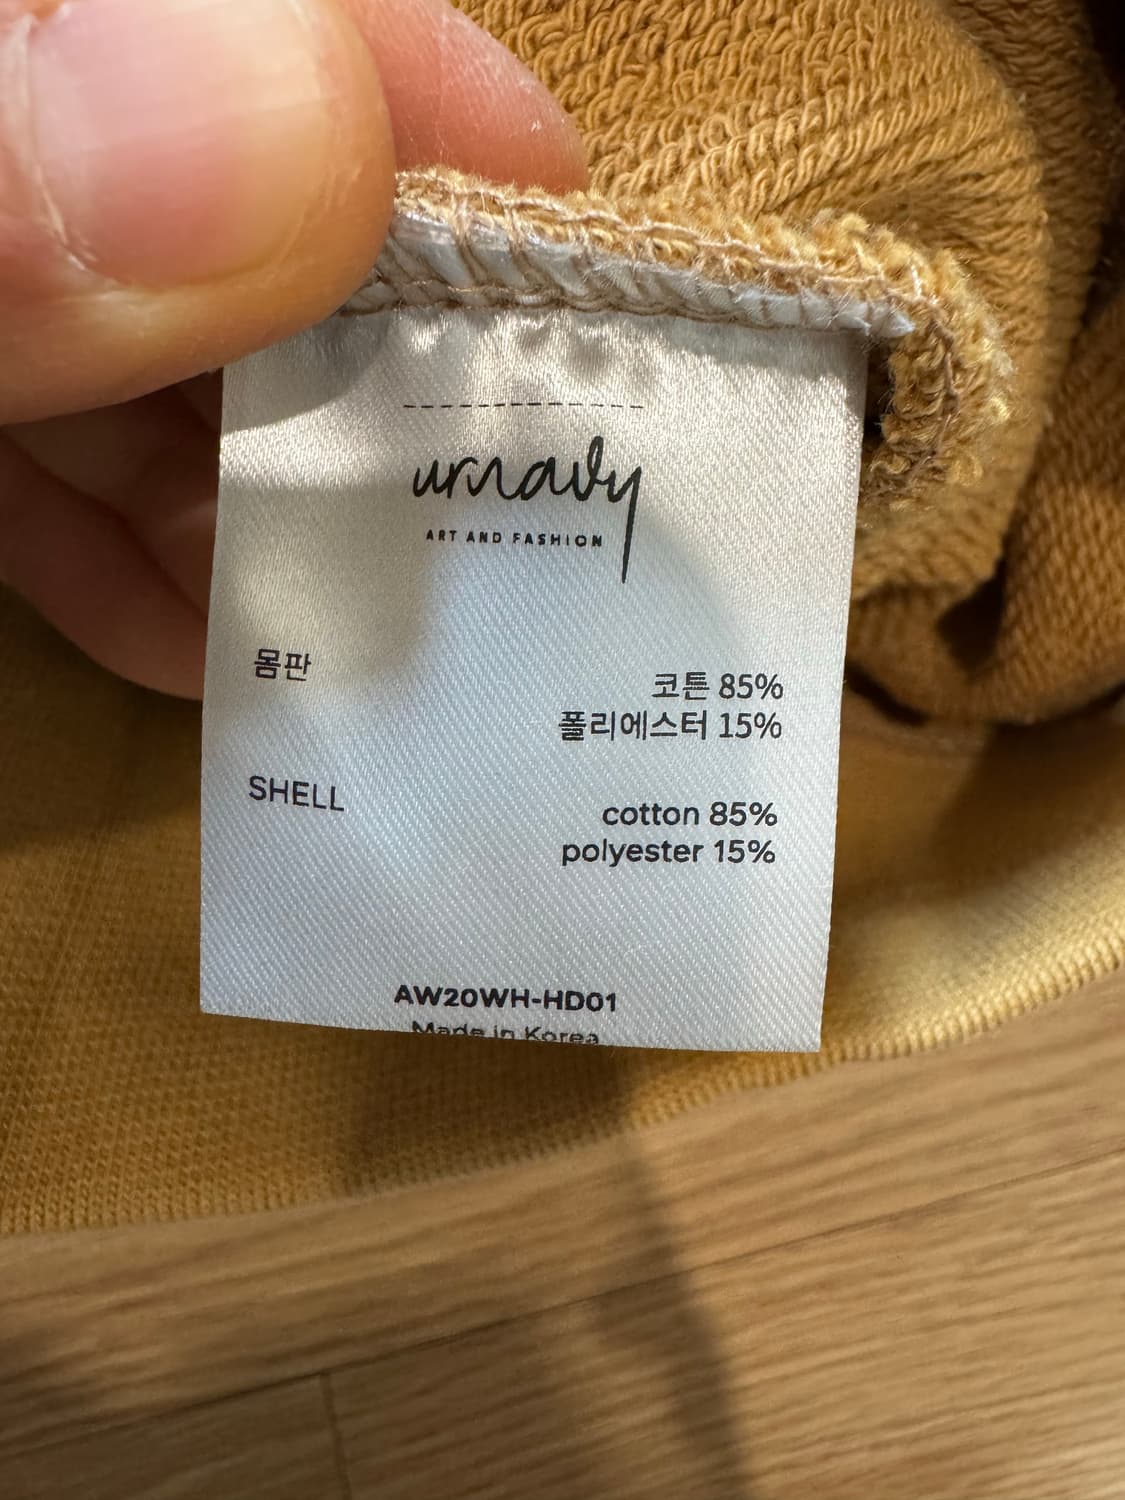 urnavy
ART AND FASHION
몸판
코튼 85%
폴리에스터 15%
SHELL
cotton 85%
polyester 15%
AW20WH-HD01
Made in Korea